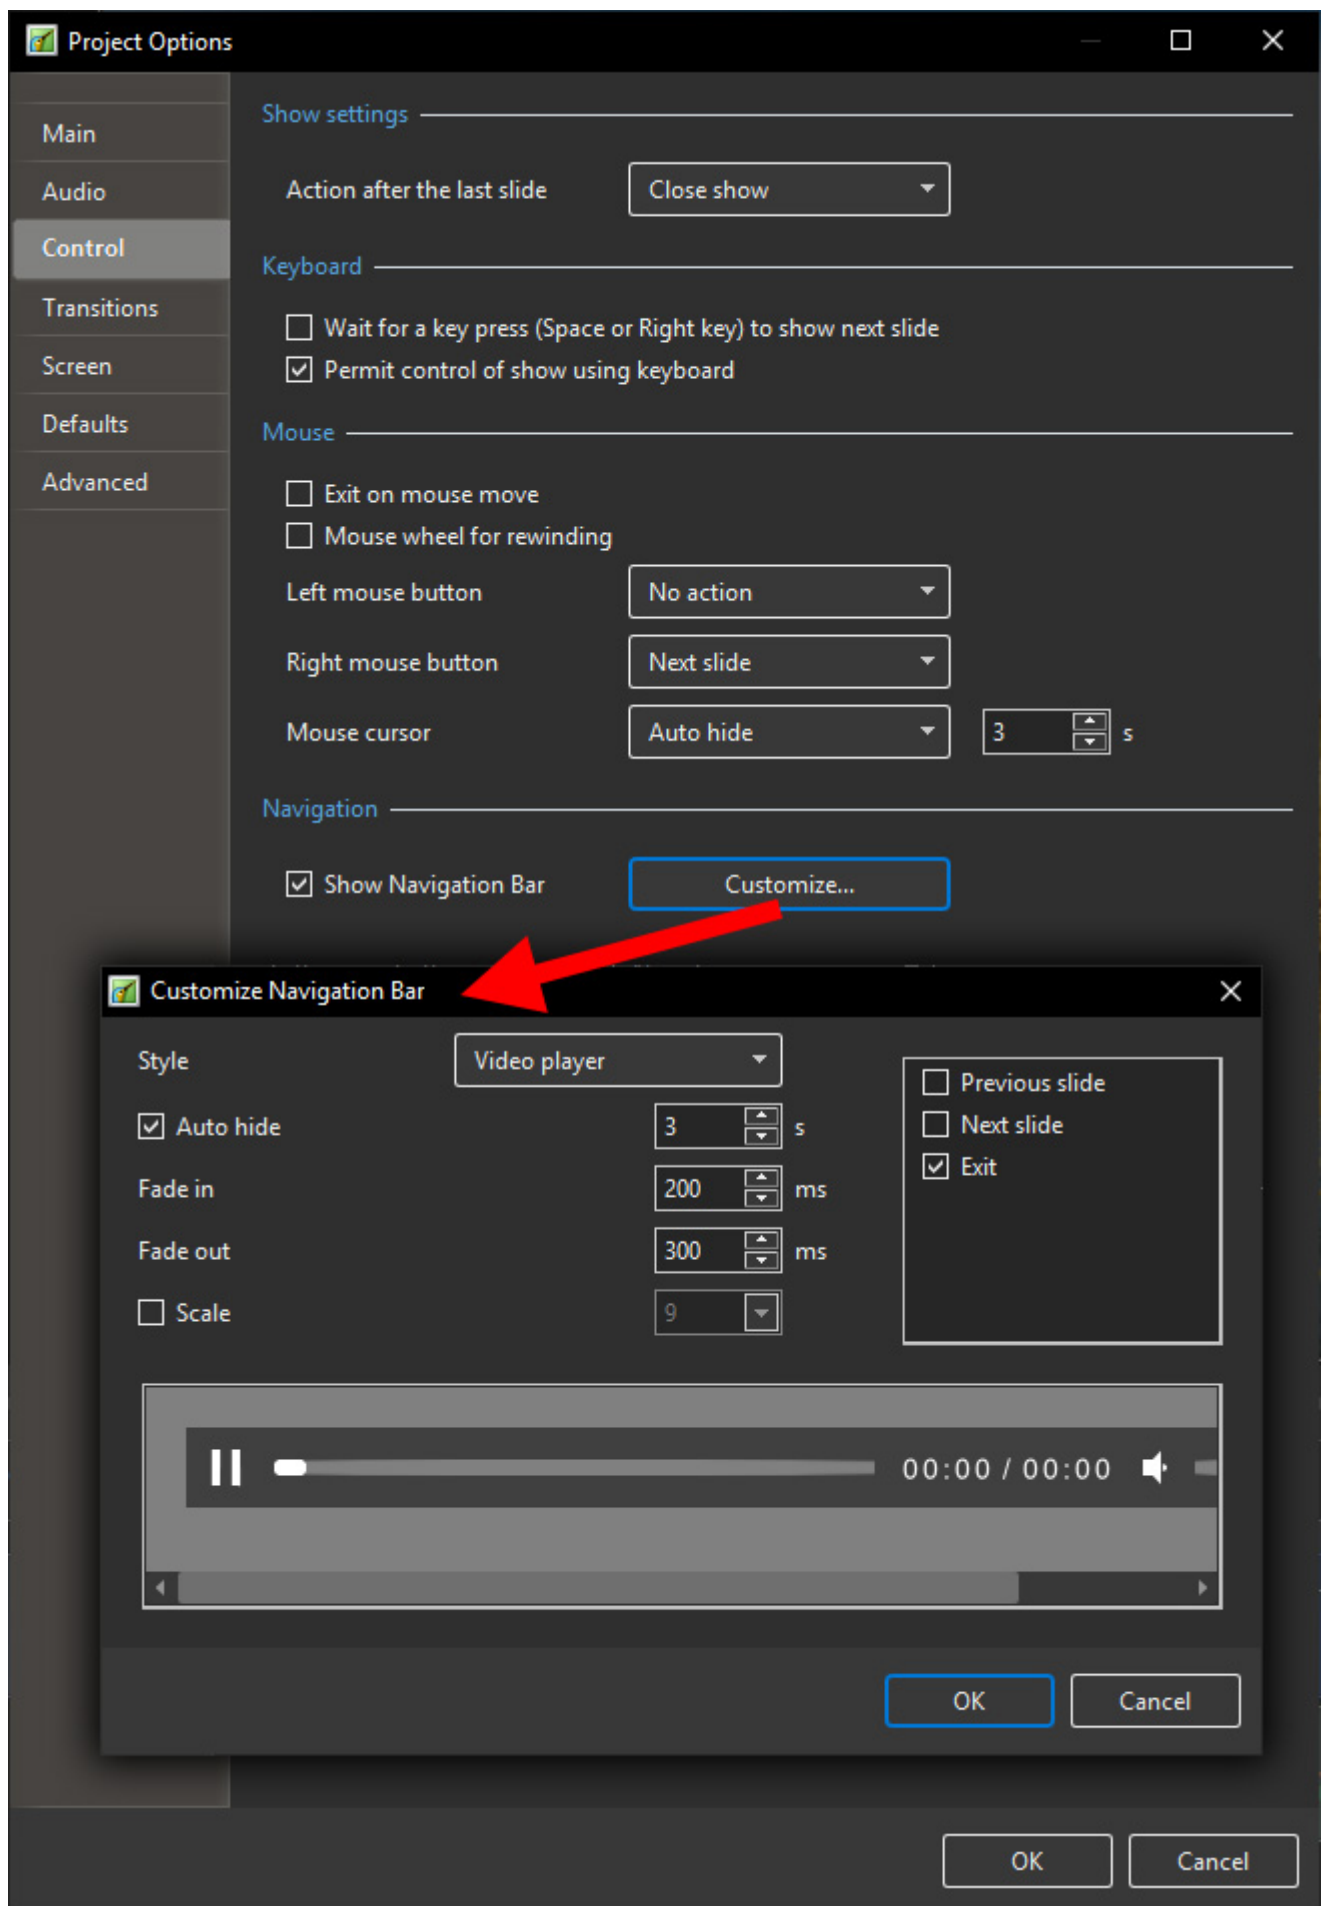 Project Options
Main
Audio
Control
Transitions
Screen
Defaults
Advanced
Show settings
Action after the last slide Close show
Keyboard
Wait for a key press (Space or Right key) to show next slide
Permit control of show using keyboard
Mouse
Exit on mouse move
Mouse wheel for rewinding
Left mouse button No action
Right mouse button Next slide
Mouse cursor Auto hide 3 s
Navigation
Show Navigation Bar Customize...
Customize Navigation Bar
Style Video player
Auto hide 3 s
Fade in 200 ms
Fade out 300 ms
Scale 9
Previous slide
Next slide
Exit
00:00 / 00:00
OK Cancel
OK Cancel